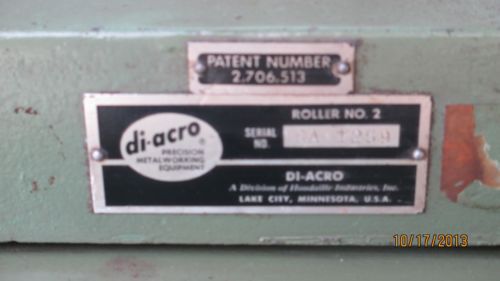 PATENT NUMBER
2,706,513
di-acro ®
PRECISION
METALWORKING
EQUIPMENT
ROLLER NO. 2
SERIAL
NO.
DI-ACRO
A Division of Houdaille Industries, Inc.
LAKE CITY, MINNESOTA, U.S.A.
10/17/2013